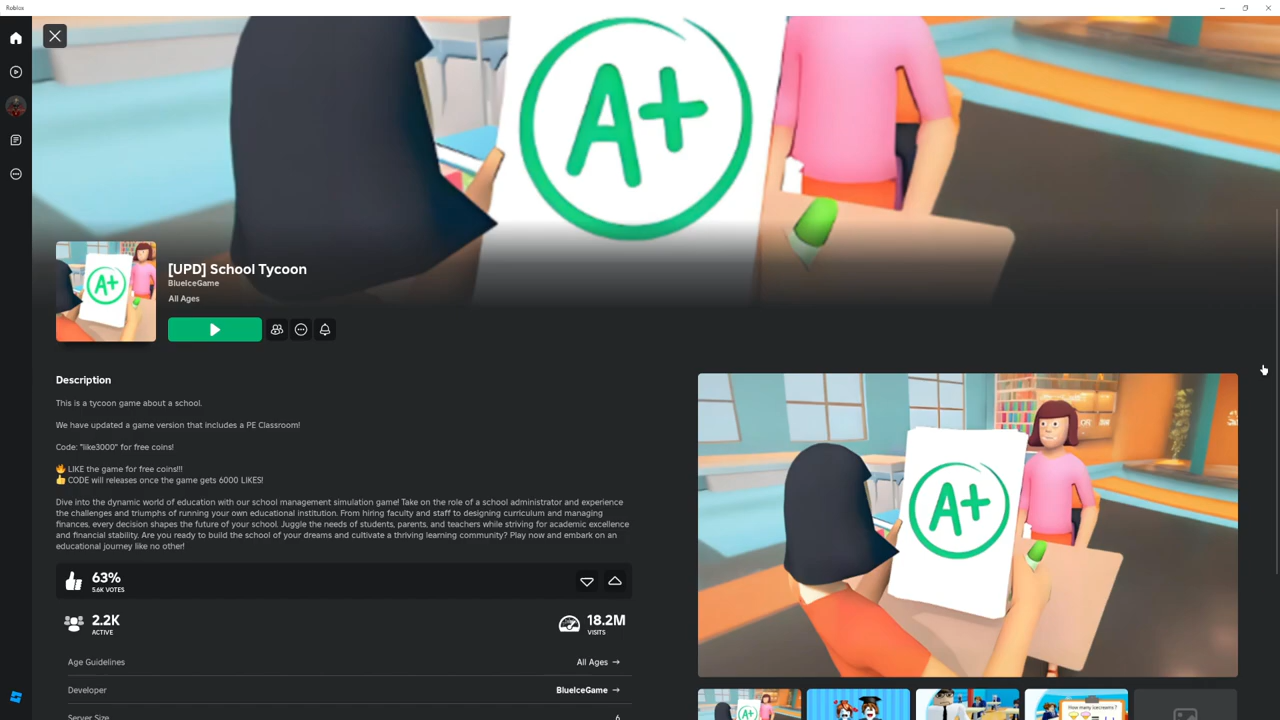 Roblox
A+
A+
[UPD] School Tycoon
BlueIceGame
All Ages
Description
This is a tycoon game about a school.
We have updated a game version that includes a PE Classroom!
Code: "like3000" for free coins!
🔥 LIKE the game for free coins!!!
👍 CODE will releases once the game gets 6000 LIKES!
Dive into the dynamic world of education with our school management simulation game! Take on the role of a school administrator and experience
the challenges and triumphs of running your own educational institution. From hiring faculty and staff to designing curriculum and managing
finances, every decision shapes the future of your school. Juggle the needs of students, parents, and teachers while striving for academic excellence
and financial stability. Are you ready to build the school of your dreams and cultivate a thriving learning community? Play now and embark on an
educational journey like no other!
A+
63%
5.6K VOTES
2.2K
ACTIVE
18.2M
VISITS
Age Guidelines
All Ages →
Developer
BlueIceGame →
Server Size
6
A+
How many icecreams ?